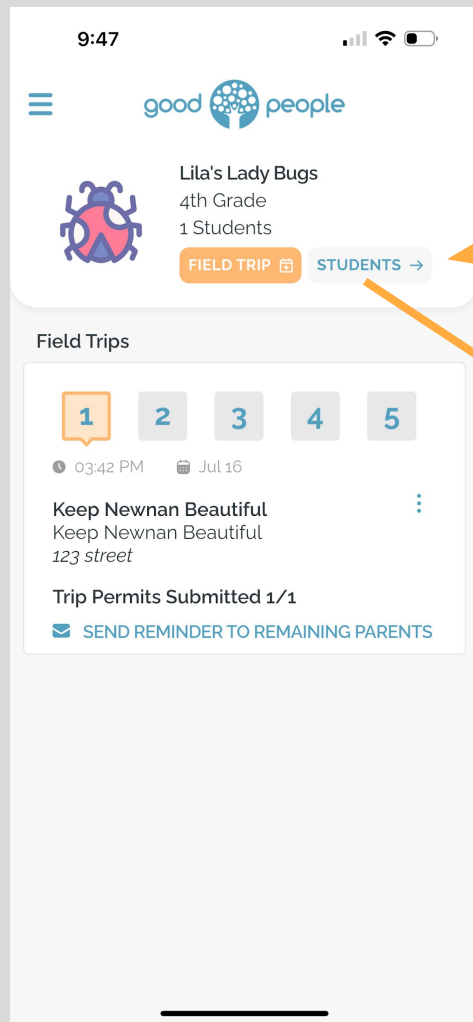 9:47
good people
Lila's Lady Bugs
4th Grade
1 Students
FIELD TRIP STUDENTS →
Field Trips
1 2 3 4 5
03:42 PM Jul 16
Keep Newnan Beautiful
Keep Newnan Beautiful
123 street
Trip Permits Submitted 1/1
SEND REMINDER TO REMAINING PARENTS